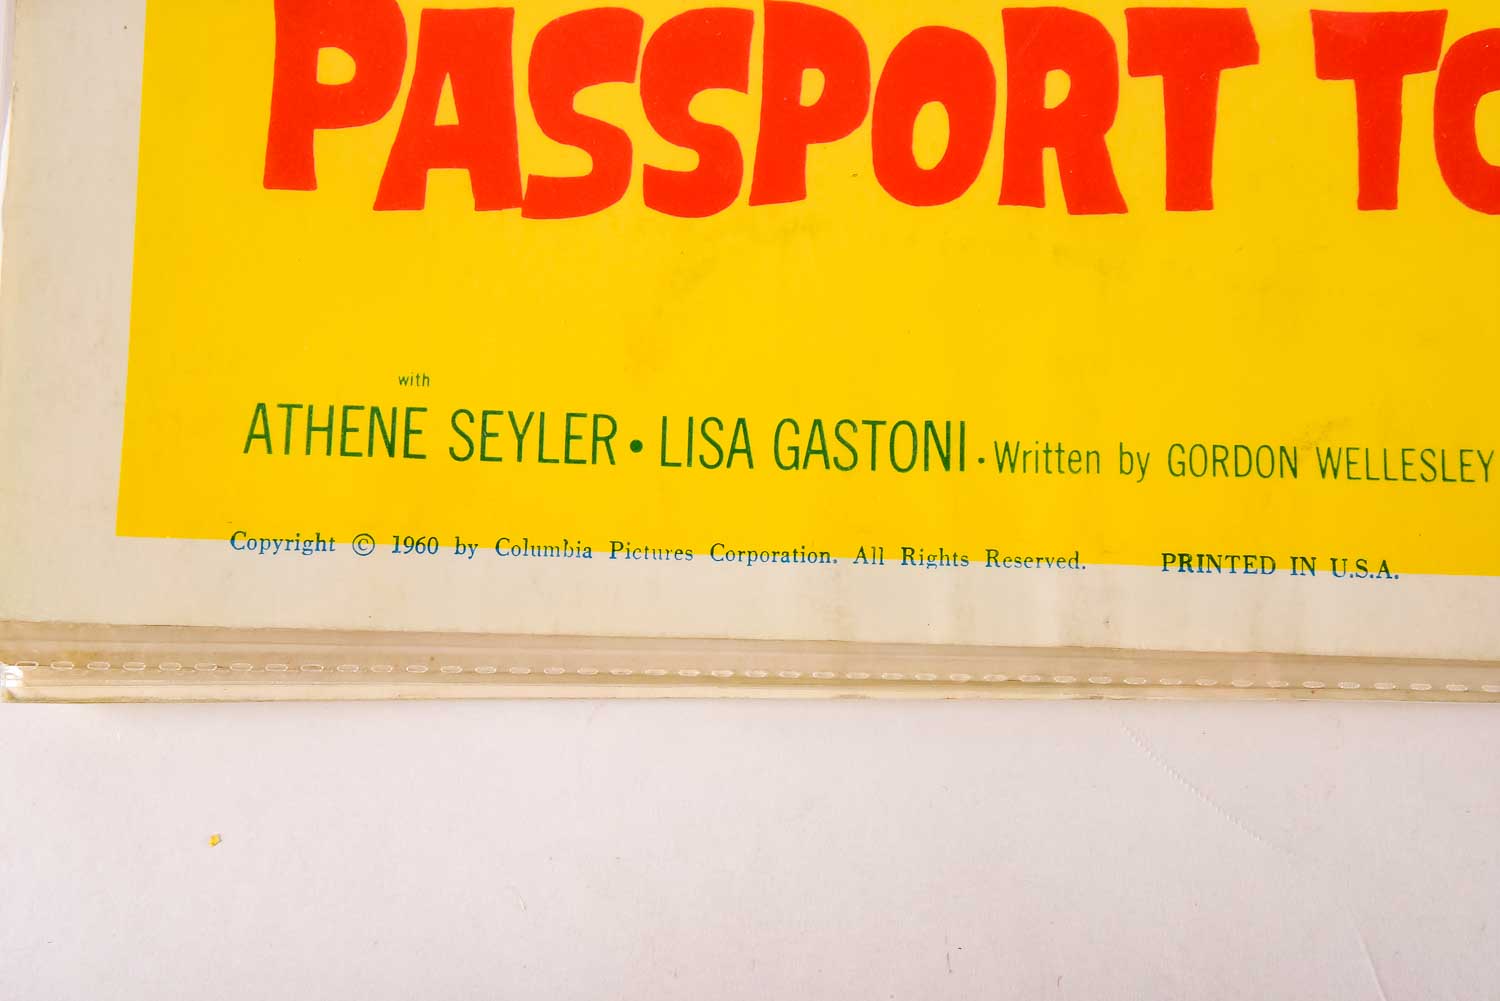 PASSPORT TO
with
ATHENE SEYLER • LISA GASTONI • Written by GORDON WELLESLEY
Copyright © 1960 by Columbia Pictures Corporation. All Rights Reserved. PRINTED IN U.S.A.